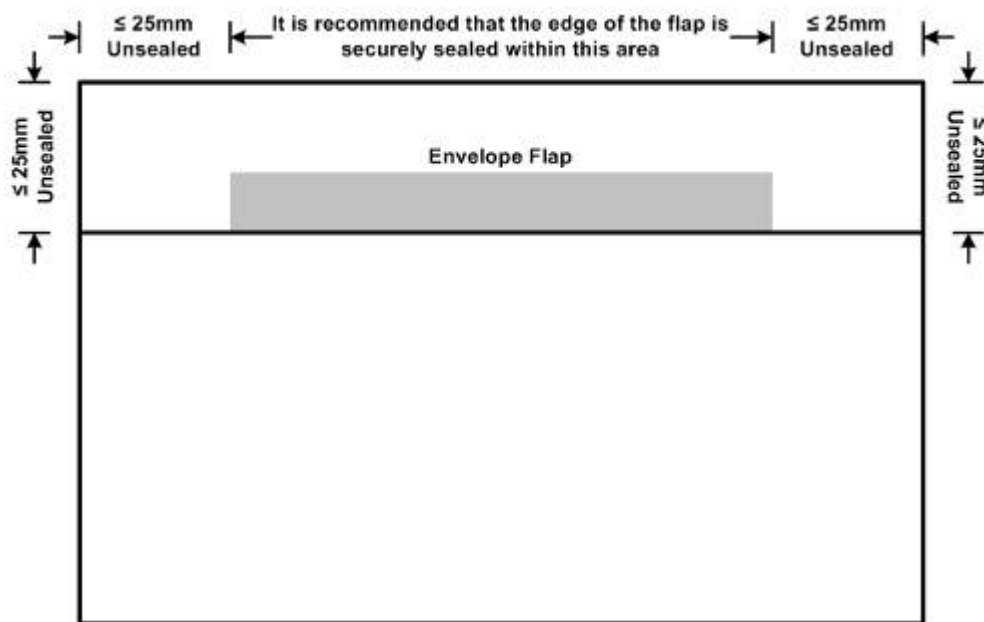 ≤ 25mm
Unsealed
It is recommended that the edge of the flap is
securely sealed within this area
≤ 25mm
Unsealed
≤ 25mm
Unsealed
Envelope Flap
≤ 25mm
Unsealed